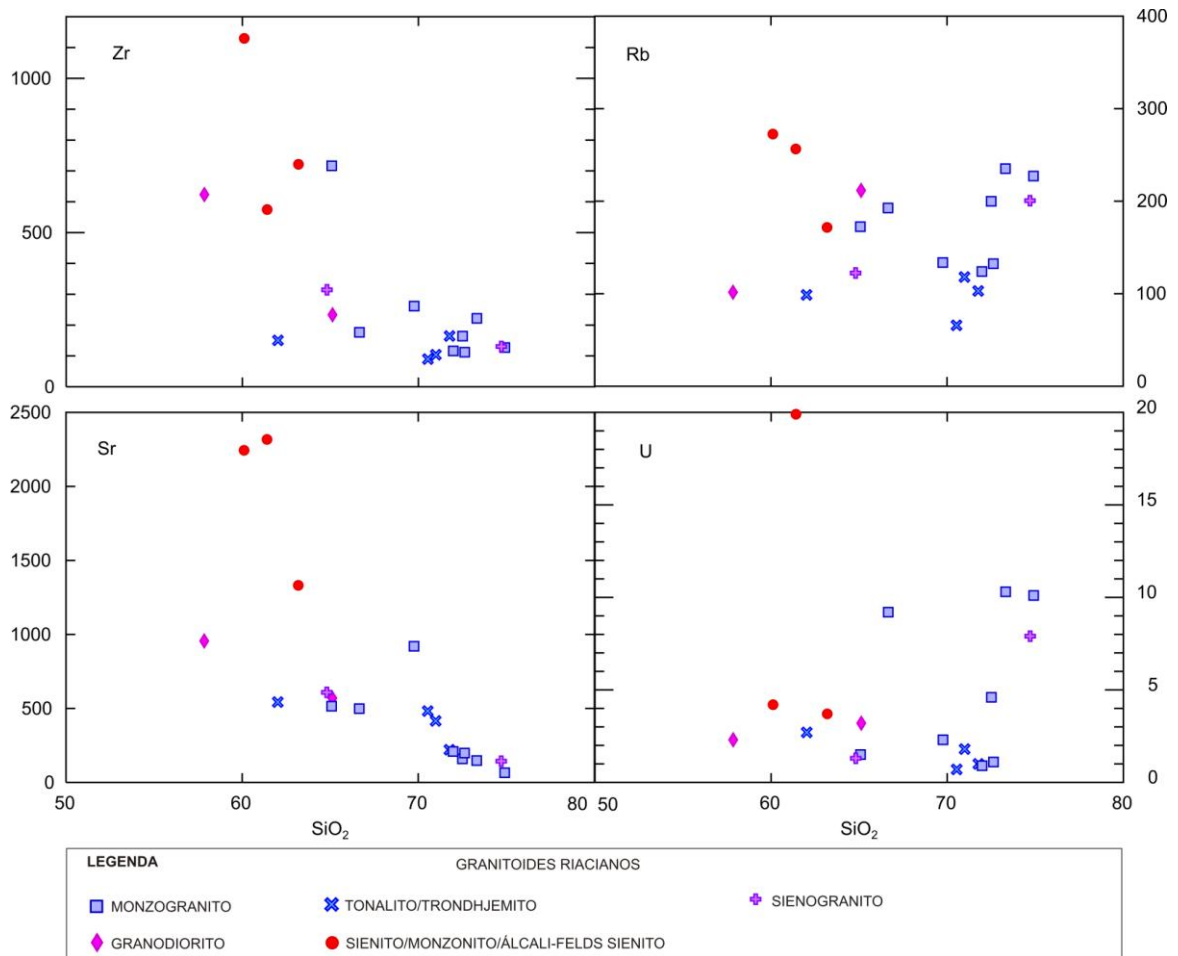 Zr
1000
500
0
Rb
400
300
200
100
0
Sr
2500
2000
1500
1000
500
0
50 60 70 80
SiO2
U
20
15
10
5
0
50 60 70 80
SiO2
LEGENDA
GRANITOIDES RIACIANOS
MONZOGRANITO
TONALITO/TRONDHJEMITO
SIENOGRANITO
GRANODIORITO
SIENITO/MONZONITO/ÁLCALI-FELDS SIENITO